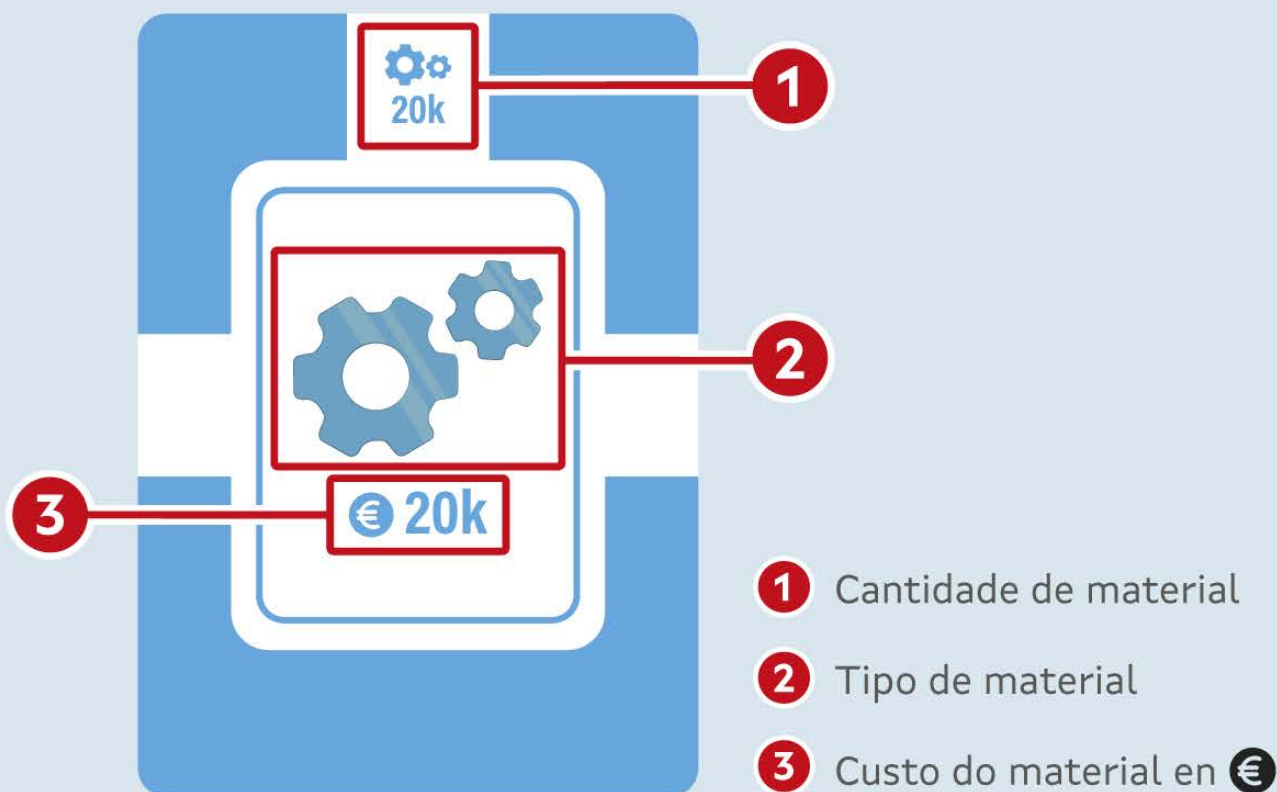 20k
1
2
3
€ 20k
1 Cantidade de material
2 Tipo de material
3 Custo do material en €